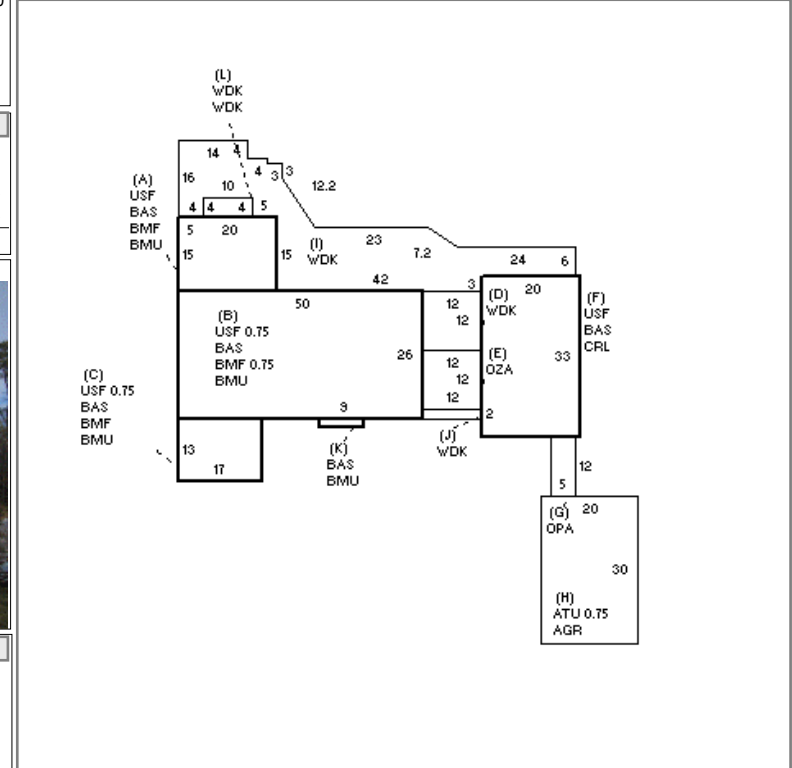 (L)
WDK
WDK
14
4
16
4
3
3
12.2
10
4
4
4
5
(A)
USF
BAS
BMF
BMU
5
20
15
15
(I)
WDK
23
7.2
24
6
42
3
50
(B)
USF 0.75
BAS
BMF 0.75
BMU
26
9
12
12
(D)
WDK
20
(F)
USF
BAS
CRL
12
12
12
(E)
OZA
33
2
(J)
WDK
(C)
USF 0.75
BAS
BMF
BMU
13
17
(K)
BAS
BMU
12
5
(G)
OPA
20
30
(H)
ATU 0.75
AGR